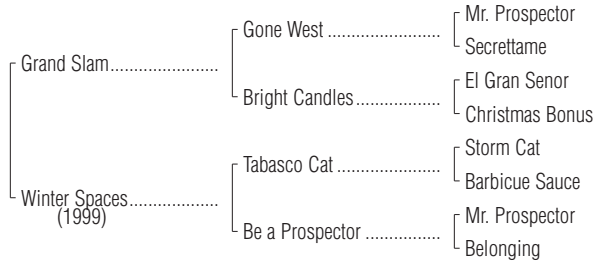 Mr. Prospector
Gone West ........................
Secrettame
Grand Slam.......................
El Gran Senor
Bright Candles..................
Christmas Bonus
Storm Cat
Tabasco Cat ......................
Barbicue Sauce
Winter Spaces...................
(1999)
Mr. Prospector
Be a Prospector ................
Belonging